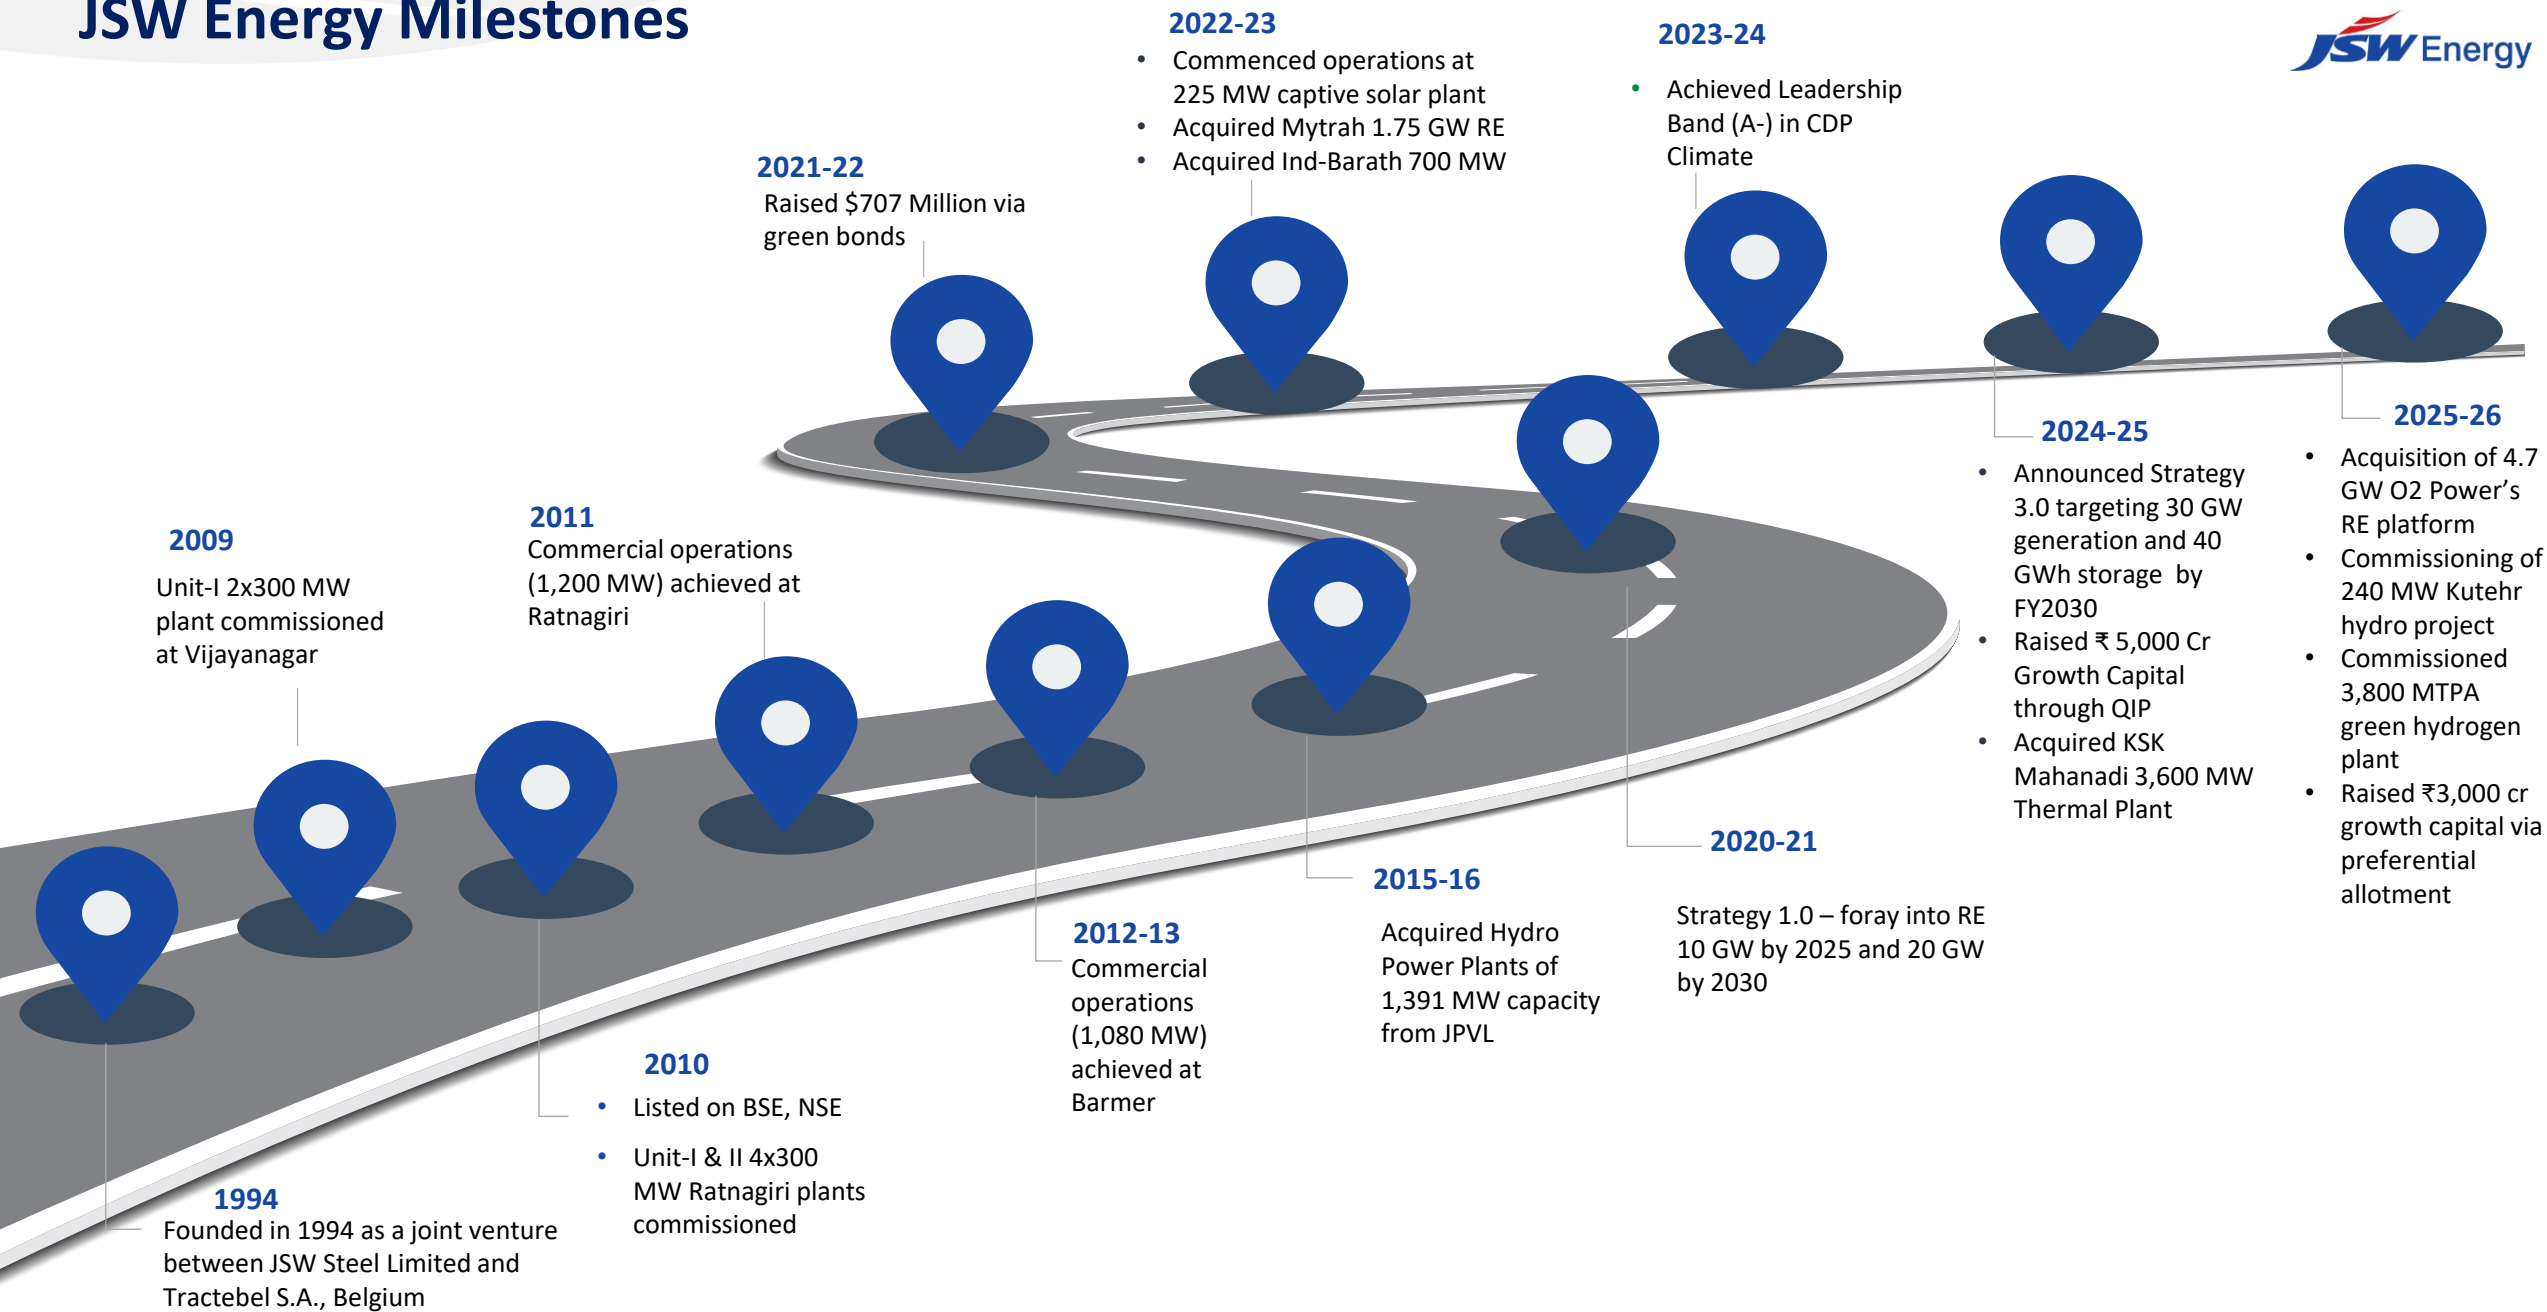 JSW Energy Milestones
JSW Energy
1994
Founded in 1994 as a joint venture
between JSW Steel Limited and
Tractebel S.A., Belgium
2009
Unit-I 2x300 MW
plant commissioned
at Vijayanagar
2010
• Listed on BSE, NSE
• Unit-I & II 4x300
MW Ratnagiri plants
commissioned
2011
Commercial operations
(1,200 MW) achieved at
Ratnagiri
2012-13
Commercial
operations
(1,080 MW)
achieved at
Barmer
2015-16
Acquired Hydro
Power Plants of
1,391 MW capacity
from JPVL
2020-21
Strategy 1.0 – foray into RE
10 GW by 2025 and 20 GW
by 2030
2021-22
Raised $707 Million via
green bonds
2022-23
• Commenced operations at
225 MW captive solar plant
• Acquired Mytrah 1.75 GW RE
• Acquired Ind-Barath 700 MW
2023-24
• Achieved Leadership
Band (A-) in CDP
Climate
2024-25
• Announced Strategy
3.0 targeting 30 GW
generation and 40
GWh storage by
FY2030
• Raised ₹ 5,000 Cr
Growth Capital
through QIP
• Acquired KSK
Mahanadi 3,600 MW
Thermal Plant
2025-26
• Acquisition of 4.7
GW O2 Power’s
RE platform
• Commissioning of
240 MW Kutehr
hydro project
• Commissioned
3,800 MTPA
green hydrogen
plant
• Raised ₹3,000 cr
growth capital via
preferential
allotment